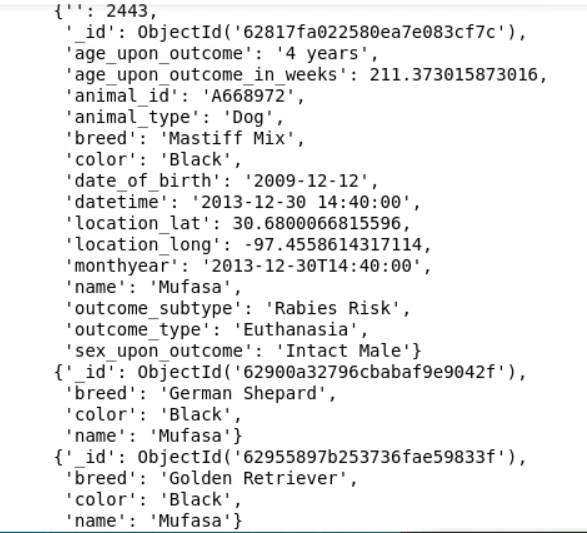 {'': 2443,
'_id': ObjectId('62817fa022580ea7e083cf7c'),
'age_upon_outcome': '4 years',
'age_upon_outcome_in_weeks': 211.373015873016,
'animal_id': 'A668972',
'animal_type': 'Dog',
'breed': 'Mastiff Mix',
'color': 'Black',
'date_of_birth': '2009-12-12',
'datetime': '2013-12-30 14:40:00',
'location_lat': 30.6800066815596,
'location_long': -97.4558614317114,
'monthyear': '2013-12-30T14:40:00',
'name': 'Mufasa',
'outcome_subtype': 'Rabies Risk',
'outcome_type': 'Euthanasia',
'sex_upon_outcome': 'Intact Male'}
{'_id': ObjectId('62900a32796cbabaf9e9042f'),
'breed': 'German Shepard',
'color': 'Black',
'name': 'Mufasa'}
{'_id': ObjectId('62955897b253736fae59833f'),
'breed': 'Golden Retriever',
'color': 'Black',
'name': 'Mufasa'}